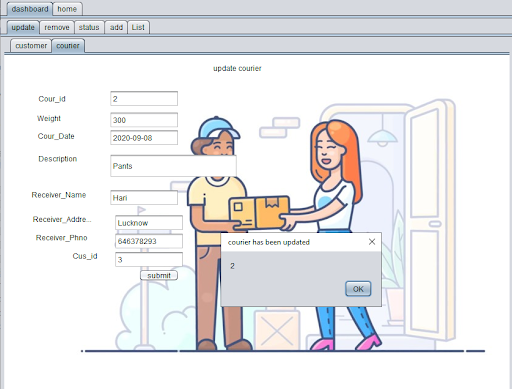 dashboard home
update remove status add List
customer courier
update courier
Cour_id 2
Weight 300
Cour_Date 2020-09-08
Description Pants
Receiver_Name Hari
Receiver_Addre... Lucknow
Receiver_Phno 646378293
Cus_id 3
submit
courier has been updated
2
OK